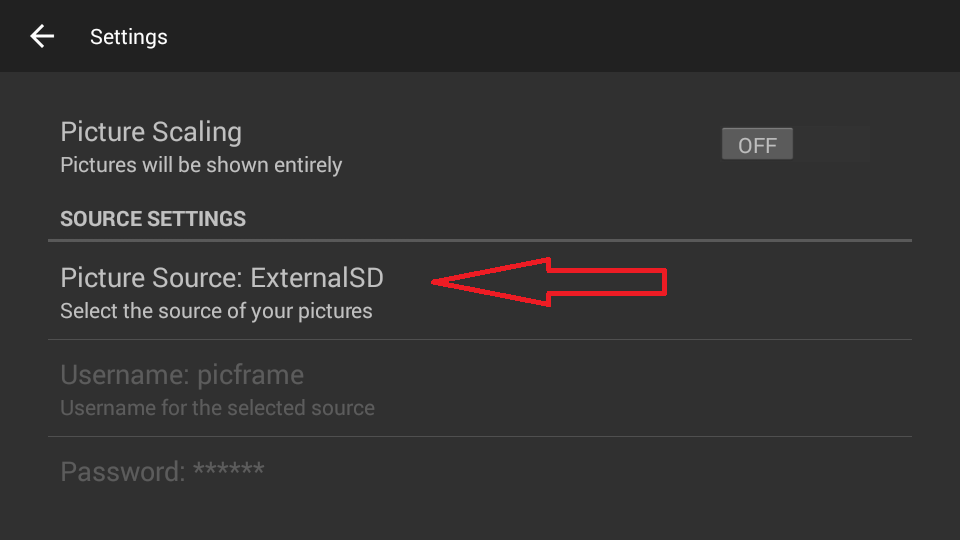 Settings
Picture Scaling
Pictures will be shown entirely
OFF
SOURCE SETTINGS
Picture Source: ExternalSD
Select the source of your pictures
Username: picframe
Username for the selected source
Password: ******